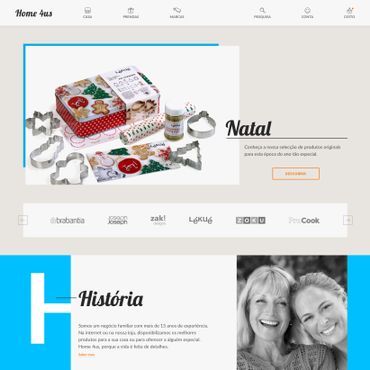 Home 4us
CASA
PRENDAS
MARCAS
PESQUISA
CONTA
CESTO
Lékué
Natal
Conheça a nossa selecção de produtos originais
para esta época do ano tão especial.
DESCOBRIR
brabantia
Joseph
Joseph
zak!
designs
Lékué
ZOKU
ProCook
H
História
Somos um negócio familiar com mais de 15 anos de experiência.
Na internet ou na nossa loja, disponibilizamos os melhores
produtos para a sua casa ou para oferecer a alguém especial.
Home 4us, porque a vida é feita de detalhes.
Saber mais